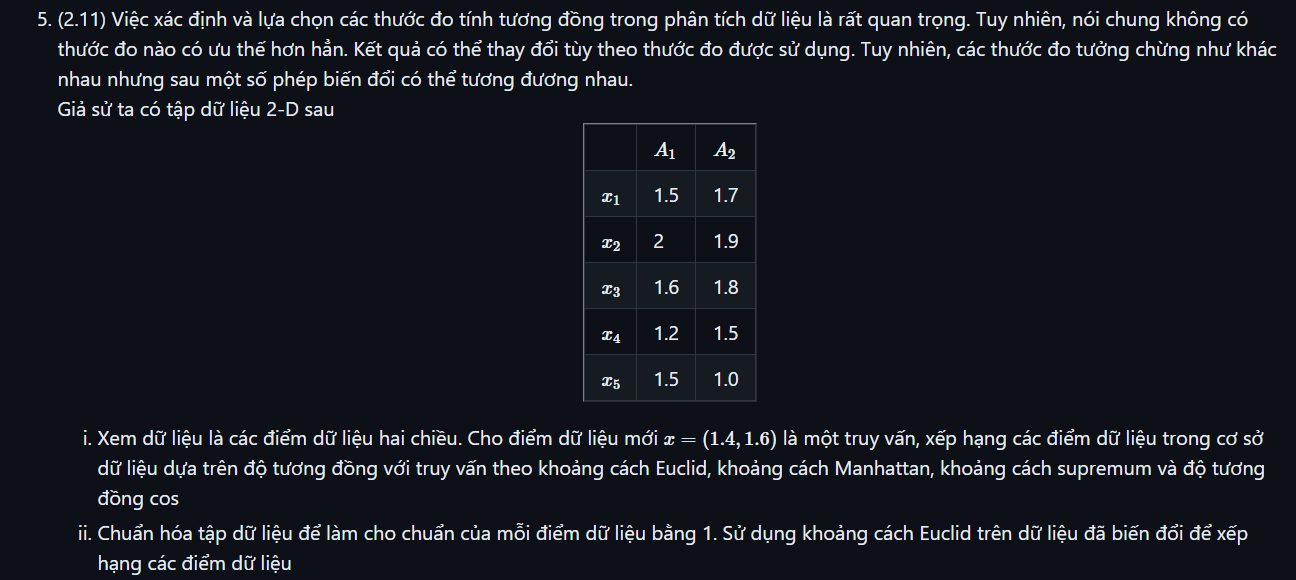 5. (2.11) Việc xác định và lựa chọn các thước đo tính tương đồng trong phân tích dữ liệu là rất quan trọng. Tuy nhiên, nói chung không có
thước đo nào có ưu thế hơn hẳn. Kết quả có thể thay đổi tùy theo thước đo được sử dụng. Tuy nhiên, các thước đo tưởng chừng như khác
nhau nhưng sau một số phép biến đổi có thể tương đương nhau.
Giả sử ta có tập dữ liệu 2-D sau
A₁ A₂
x₁ 1.5 1.7
x₂ 2 1.9
x₃ 1.6 1.8
x₄ 1.2 1.5
x₅ 1.5 1.0
i. Xem dữ liệu là các điểm dữ liệu hai chiều. Cho điểm dữ liệu mới x = (1.4, 1.6) là một truy vấn, xếp hạng các điểm dữ liệu trong cơ sở
dữ liệu dựa trên độ tương đồng với truy vấn theo khoảng cách Euclid, khoảng cách Manhattan, khoảng cách supremum và độ tương
đồng cos
ii. Chuẩn hóa tập dữ liệu để làm cho chuẩn của mỗi điểm dữ liệu bằng 1. Sử dụng khoảng cách Euclid trên dữ liệu đã biến đổi để xếp
hạng các điểm dữ liệu